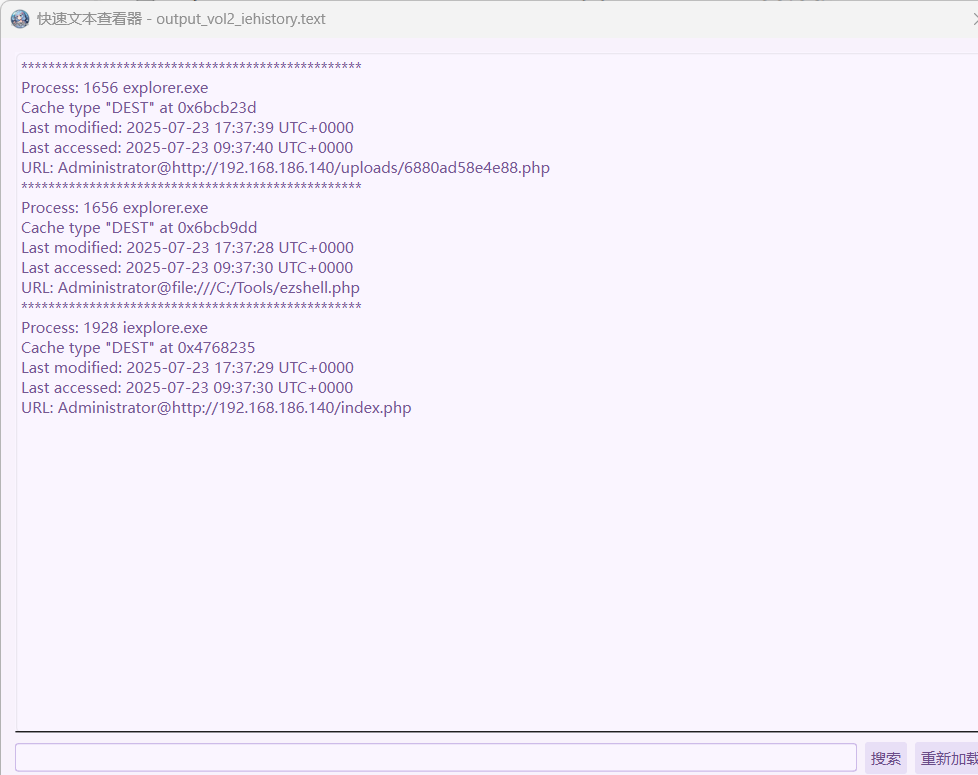 快速文本查看器 - output_vol2_iehistory.text
**************************************************
Process: 1656 explorer.exe
Cache type "DEST" at 0x6bcb23d
Last modified: 2025-07-23 17:37:39 UTC+0000
Last accessed: 2025-07-23 09:37:40 UTC+0000
URL: Administrator@http://192.168.186.140/uploads/6880ad58e4e88.php
**************************************************
Process: 1656 explorer.exe
Cache type "DEST" at 0x6bcb9dd
Last modified: 2025-07-23 17:37:28 UTC+0000
Last accessed: 2025-07-23 09:37:30 UTC+0000
URL: Administrator@file:///C:/Tools/ezshell.php
**************************************************
Process: 1928 iexplore.exe
Cache type "DEST" at 0x4768235
Last modified: 2025-07-23 17:37:29 UTC+0000
Last accessed: 2025-07-23 09:37:30 UTC+0000
URL: Administrator@http://192.168.186.140/index.php
搜索 重新加载